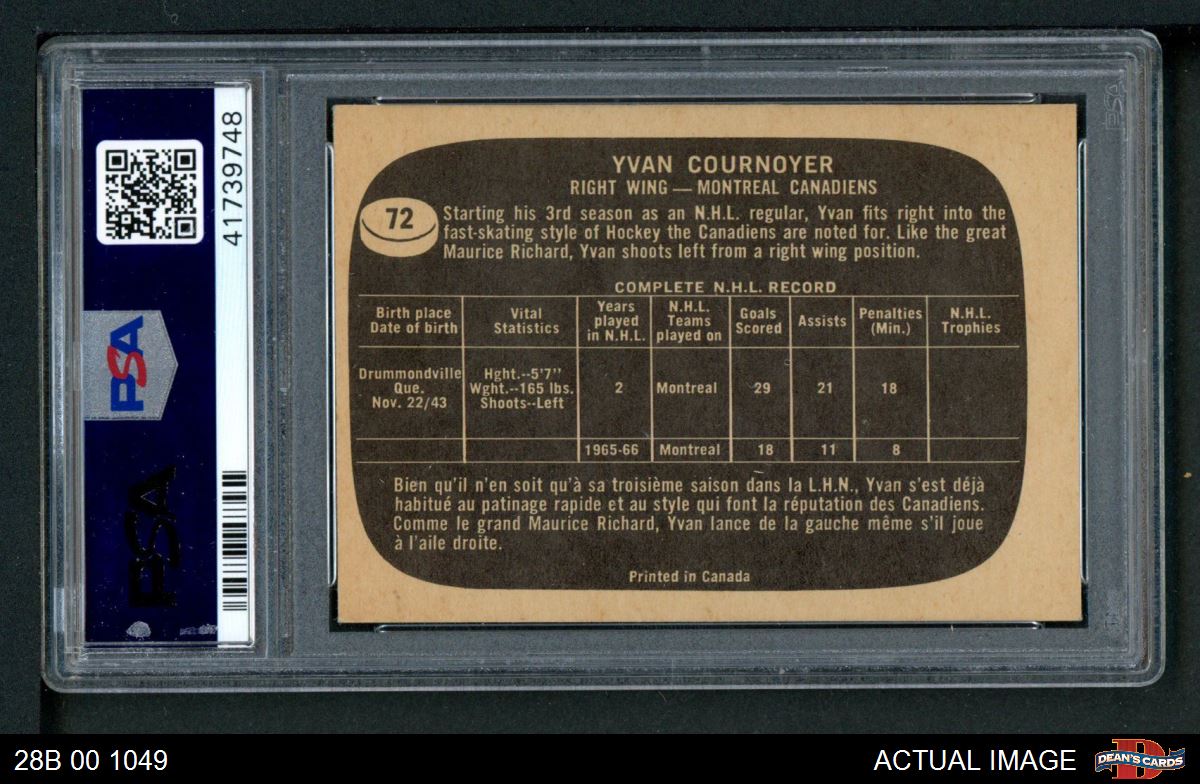 PSA
41739748
PSA
YVAN COURNOYER
RIGHT WING — MONTREAL CANADIENS
72
Starting his 3rd season as an N.H.L. regular, Yvan fits right into the
fast-skating style of Hockey the Canadiens are noted for. Like the great
Maurice Richard, Yvan shoots left from a right wing position.
COMPLETE N.H.L. RECORD
Birth place Date of birth | Vital Statistics | Years played in N.H.L. | N.H.L. Teams played on | Goals Scored | Assists | Penalties (Min.) | N.H.L. Trophies
Drummondville Que. Nov. 22/43 | Hght.--5'7" Wght.--165 lbs. Shoots--Left | 2 | Montreal | 29 | 21 | 18
1965-66 | Montreal | 18 | 11 | 8
Bien qu'il n'en soit qu'à sa troisième saison dans la L.H.N., Yvan s'est déjà
habitué au patinage rapide et au style qui font la réputation des Canadiens.
Comme le grand Maurice Richard, Yvan lance de la gauche même s'il joue
à l'aile droite.
Printed in Canada
PSA
28B 00 1049
ACTUAL IMAGE
D
DEAN'S CARDS